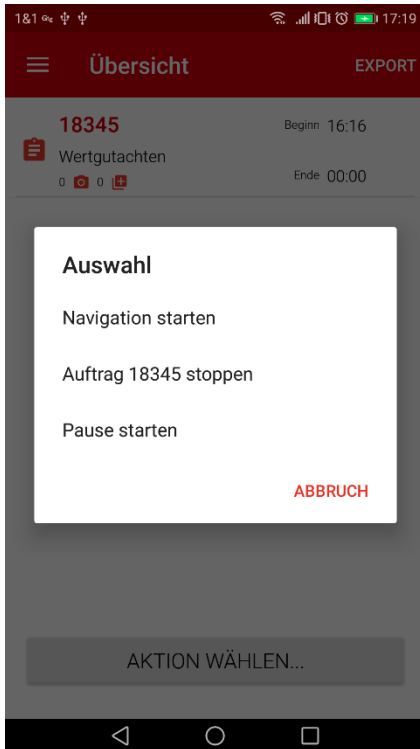 1&1
17:19
Übersicht
EXPORT
18345
Beginn 16:16
Wertgutachten
0 0
Ende 00:00
Auswahl
Navigation starten
Auftrag 18345 stoppen
Pause starten
ABBRUCH
AKTION WÄHLEN...